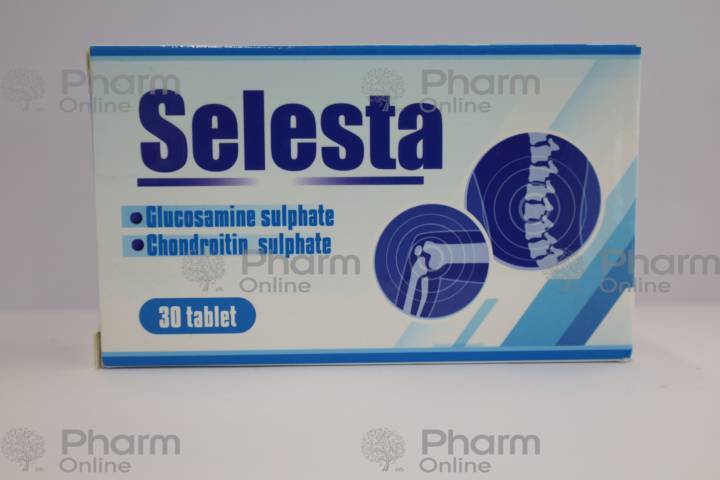 Pharm
Online
Pharm
Online
Selesta
Glucosamine sulphate
Chondroitin sulphate
Pharm
Online
Pharm
Online
30 tablet
Pharm
Online
Pharm
Online